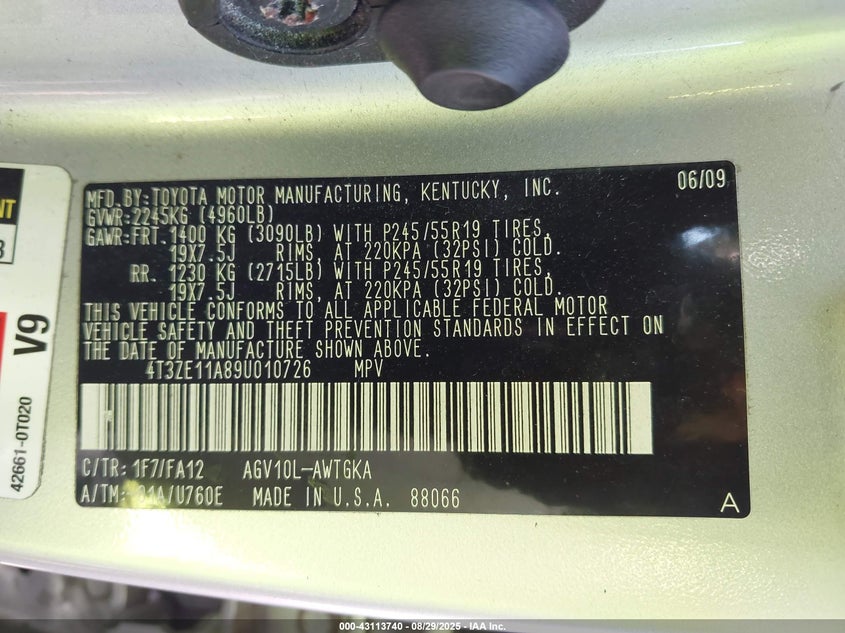 MFD.BY:TOYOTA MOTOR MANUFACTURING, KENTUCKY, INC. 06/09
GVWR:2245KG (4960LB)
GAWR:FRT.1400 KG (3090LB) WITH P245/55R19 TIRES,
19X7.5J RIMS, AT 220KPA (32PSI) COLD.
RR. 1230 KG (2715LB) WITH P245/55R19 TIRES,
19X7.5J RIMS, AT 220KPA (32PSI) COLD.
THIS VEHICLE CONFORMS TO ALL APPLICABLE FEDERAL MOTOR
VEHICLE SAFETY AND THEFT PREVENTION STANDARDS IN EFFECT ON
THE DATE OF MANUFACTURE SHOWN ABOVE.
4T3ZE11A89U010726 MPV
C/TR: 1F7/FA12 AGV10L-AWTGKA
A/TM: 01A/U760E MADE IN U.S.A. 88066
A
V9
42661-0T020
000-43113740 - 08/29/2025 - IAA Inc.